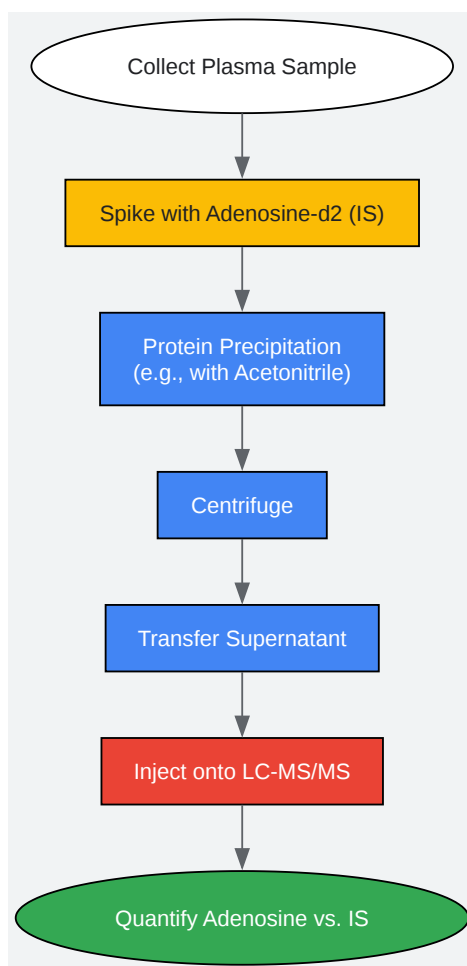 Collect Plasma Sample
Spike with Adenosine-d2 (IS)
Protein Precipitation
(e.g., with Acetonitrile)
Centrifuge
Transfer Supernatant
Inject onto LC-MS/MS
Quantify Adenosine vs. IS